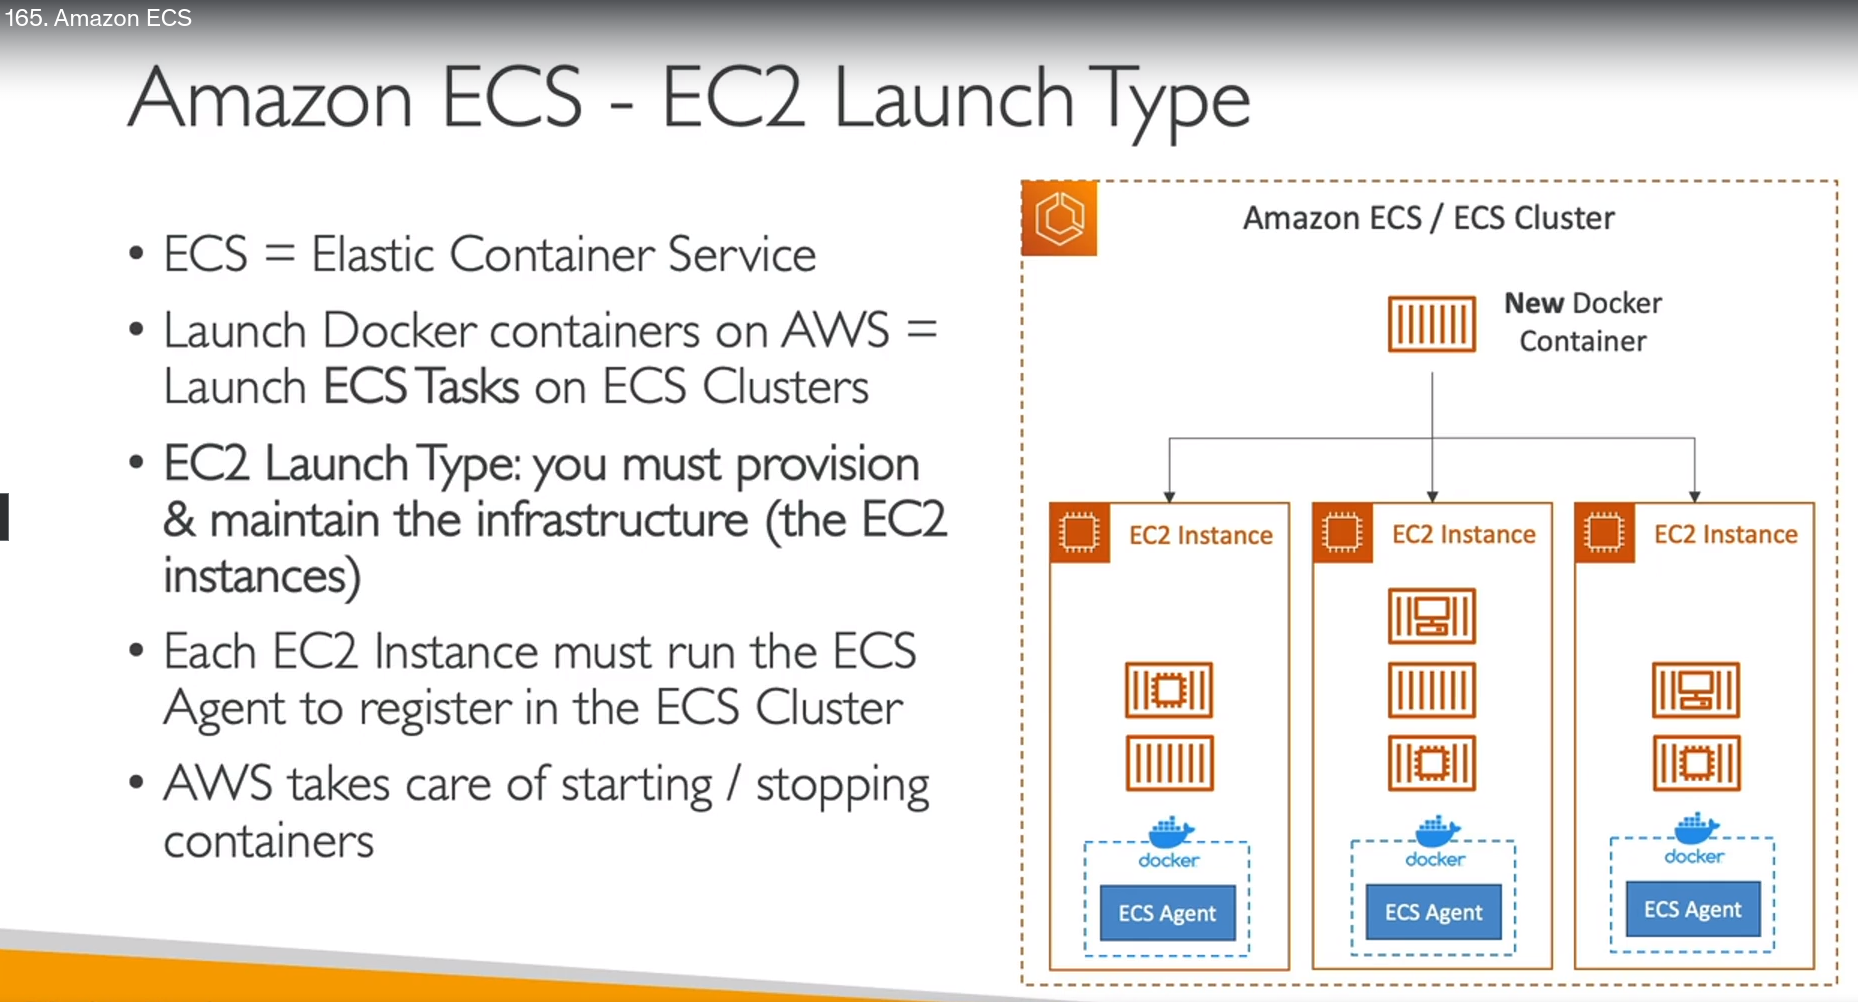 165. Amazon ECS
Amazon ECS - EC2 Launch Type
• ECS = Elastic Container Service
• Launch Docker containers on AWS =
Launch ECS Tasks on ECS Clusters
• EC2 Launch Type: you must provision
& maintain the infrastructure (the EC2
instances)
• Each EC2 Instance must run the ECS
Agent to register in the ECS Cluster
• AWS takes care of starting / stopping
containers
Amazon ECS / ECS Cluster
New Docker
Container
EC2 Instance
docker
ECS Agent
EC2 Instance
docker
ECS Agent
EC2 Instance
docker
ECS Agent